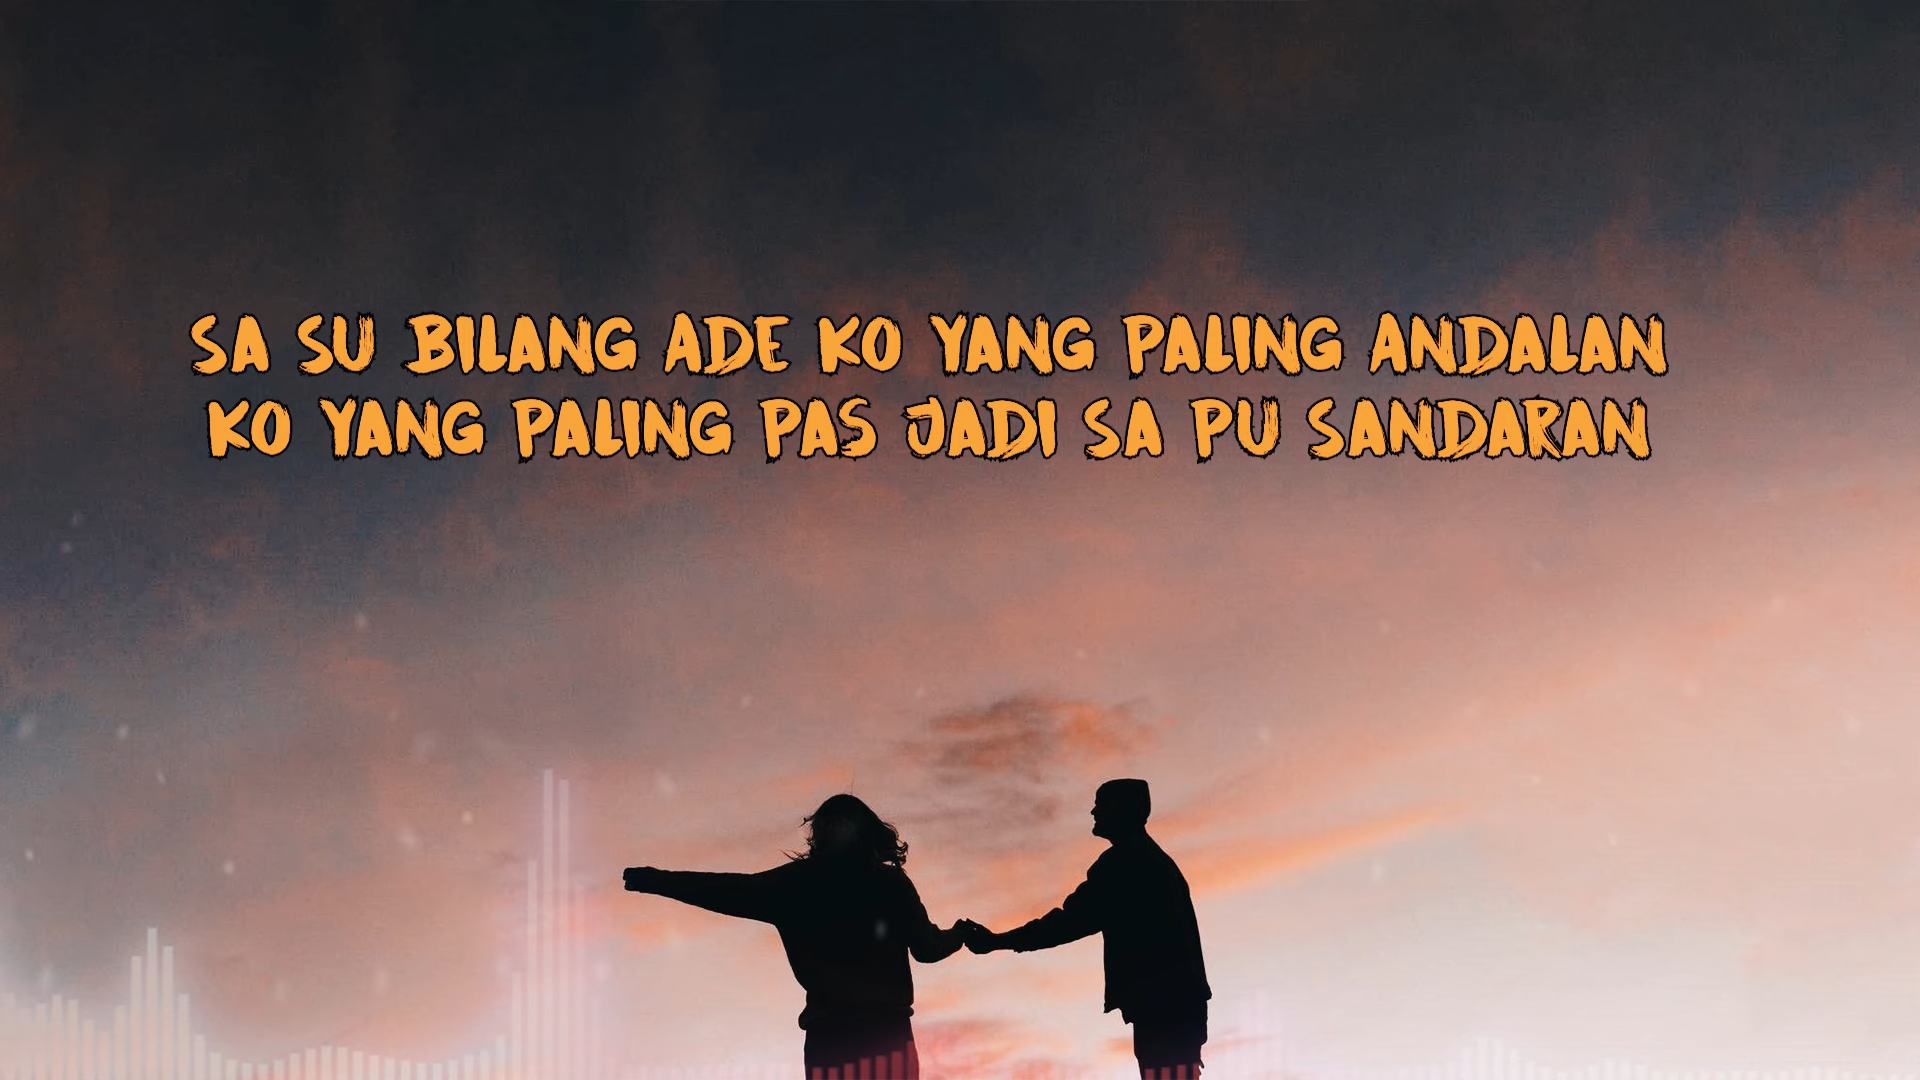 SA SU BILANG ADE KO YANG PALING ANDALAN
KO YANG PALING PAS JADI SA PU SANDARAN